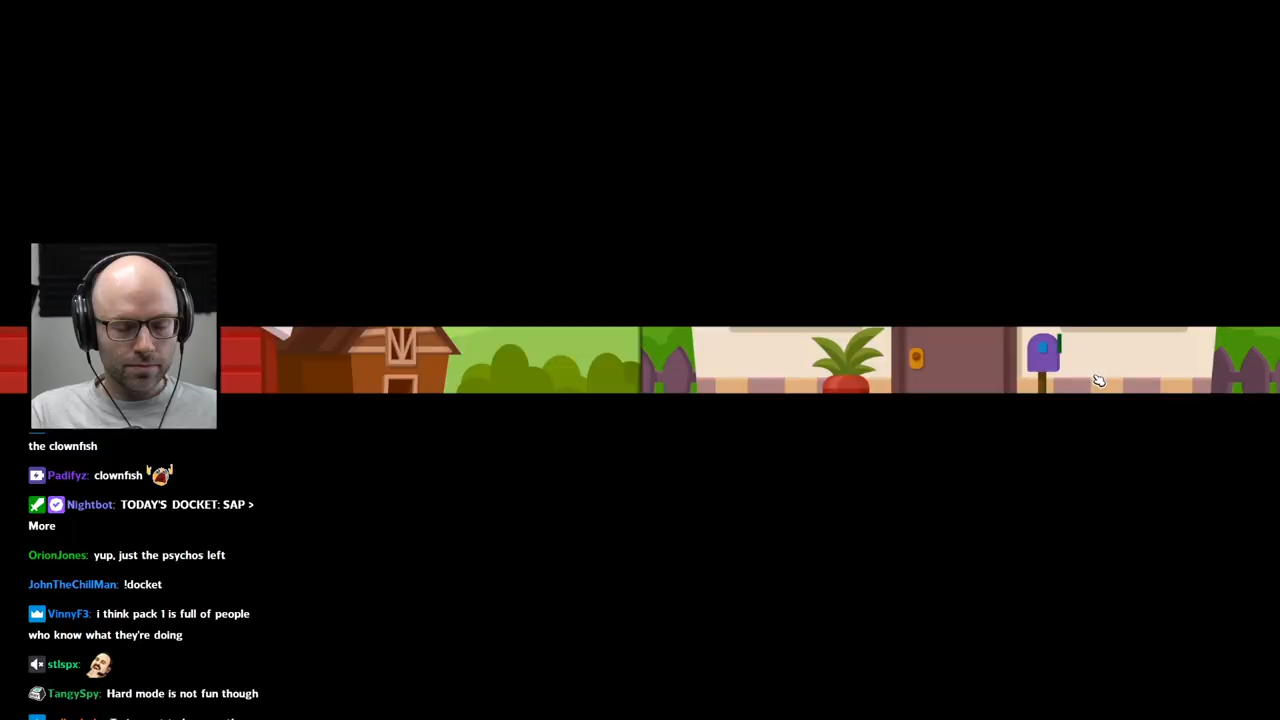 the clownfish
Padifyz: clownfish
Nightbot: TODAY'S DOCKET: SAP >
More
OrionJones: yup, just the psychos left
JohnTheChillMan: !docket
VinnyF3: i think pack 1 is full of people
who know what they're doing
stlspx:
TangySpy: Hard mode is not fun though